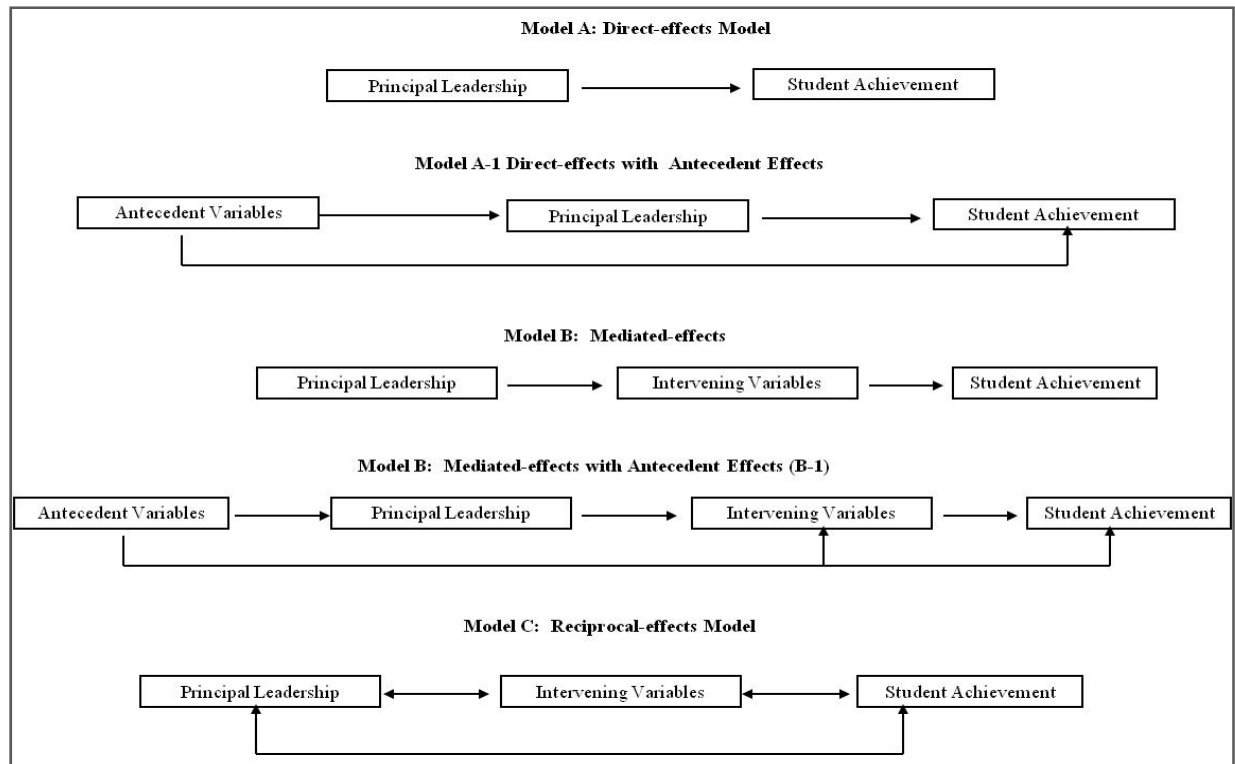 Model A: Direct-effects Model
Principal Leadership
Student Achievement
Model A-1 Direct-effects with Antecedent Effects
Antecedent Variables
Principal Leadership
Student Achievement
Model B: Mediated-effects
Principal Leadership
Intervening Variables
Student Achievement
Model B: Mediated-effects with Antecedent Effects (B-1)
Antecedent Variables
Principal Leadership
Intervening Variables
Student Achievement
Model C: Reciprocal-effects Model
Principal Leadership
Intervening Variables
Student Achievement